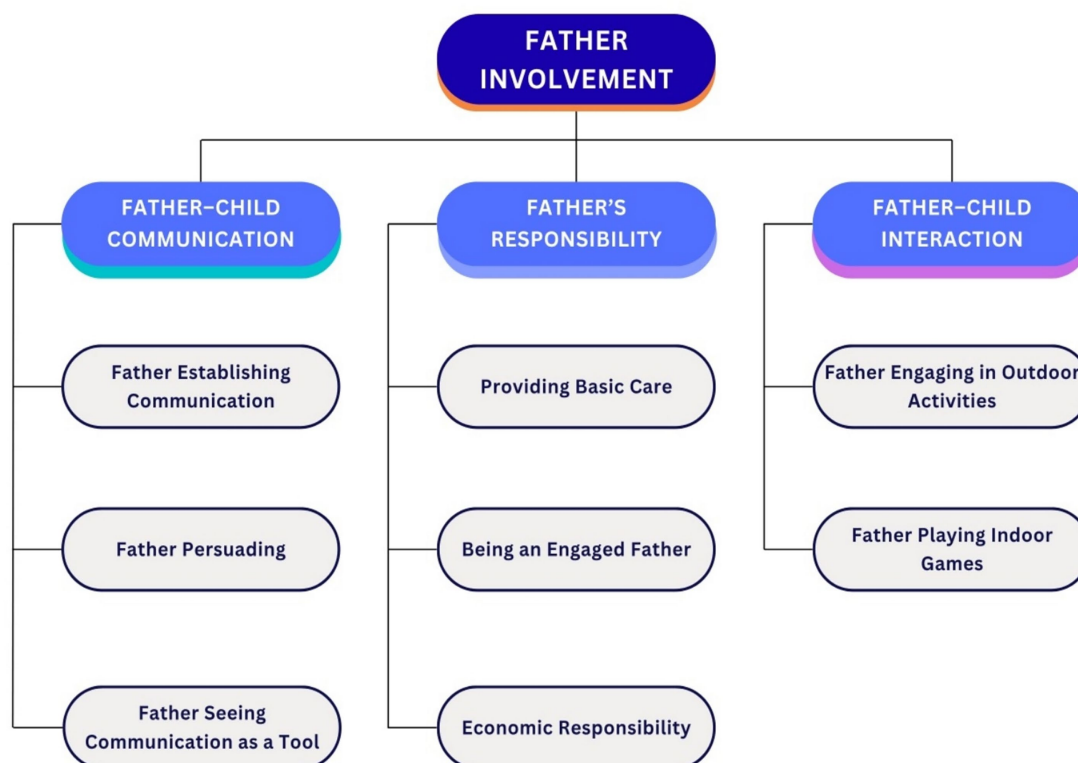 FATHER
INVOLVEMENT
FATHER–CHILD
COMMUNICATION
FATHER’S
RESPONSIBILITY
FATHER–CHILD
INTERACTION
Father Establishing
Communication
Providing Basic Care
Father Engaging in Outdoor
Activities
Father Persuading
Being an Engaged Father
Father Playing Indoor
Games
Father Seeing
Communication as a Tool
Economic Responsibility